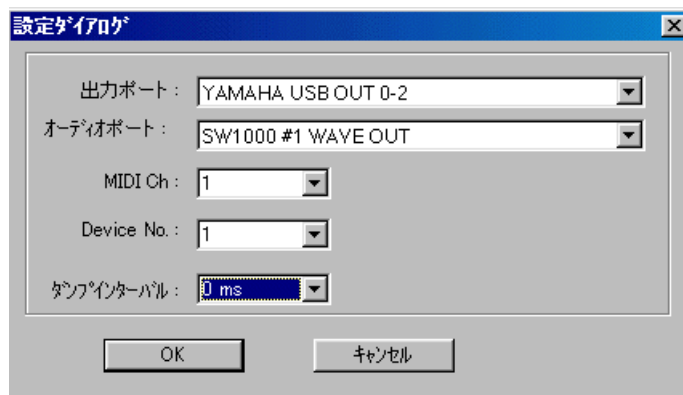 設定ﾀﾞｲｱﾛｸﾞ
出力ポート： YAMAHA USB OUT 0-2
ｵｰﾃﾞｨｵポート： SW1000 #1 WAVE OUT
MIDI Ch： 1
Device No.： 1
ﾀﾞﾝﾌﾟｲﾝﾀｰﾊﾞﾙ： 0 ms
OK ｷｬﾝｾﾙ